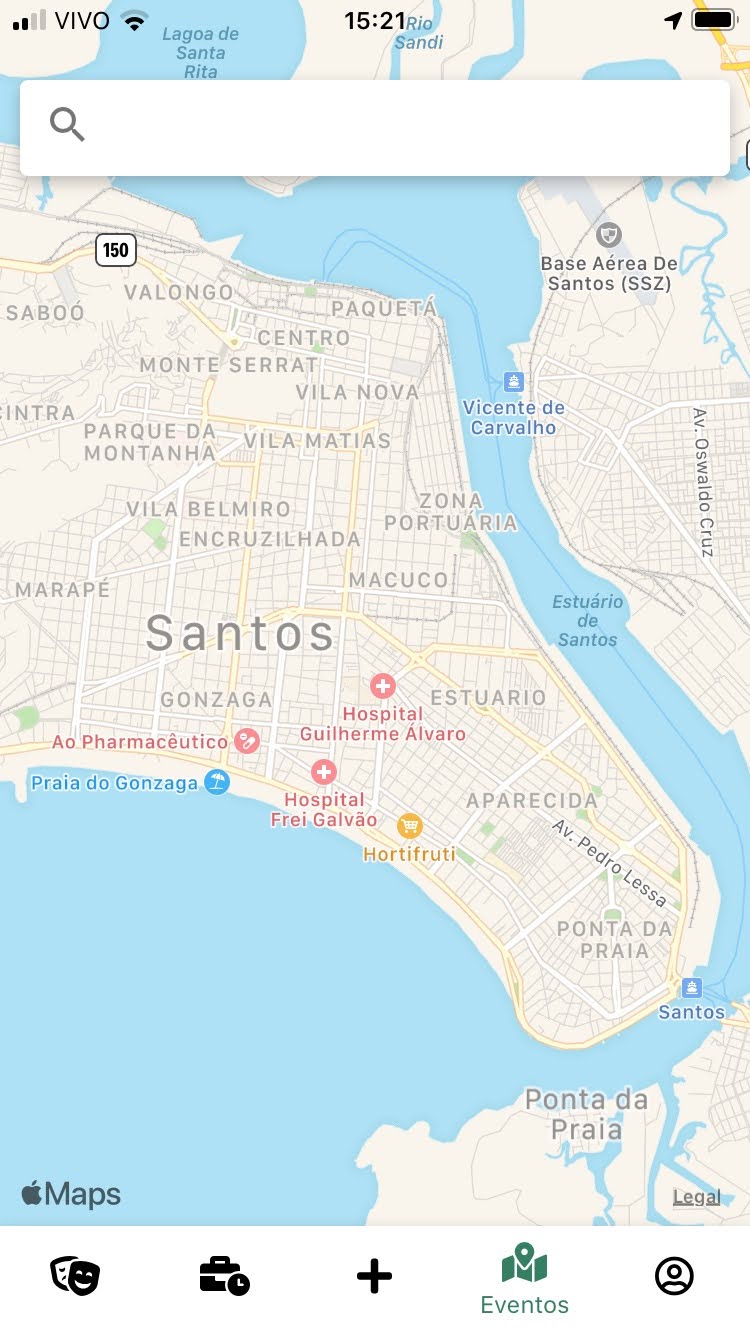 VIVO
15:21
Lagoa de
Santa
Rita
Rio
Sandi
150
Base Aérea De
Santos (SSZ)
VALONGO
SABOÓ
PAQUETÁ
CENTRO
MONTE SERRAT
VILA NOVA
Vicente de
Carvalho
CINTRA
PARQUE DA
MONTANHA
VILA MATIAS
Av. Oswaldo Cruz
VILA BELMIRO
ZONA
PORTUÁRIA
ENCRUZILHADA
MARAPÉ
MACUCO
Estuário
de
Santos
Santos
GONZAGA
ESTUARIO
Hospital
Guilherme Álvaro
Ao Pharmacêutico
Praia do Gonzaga
Hospital
Frei Galvão
APARECIDA
Hortifruti
Av. Pedro Lessa
PONTA DA
PRAIA
Santos
Ponta da
Praia
Maps
Legal
Eventos